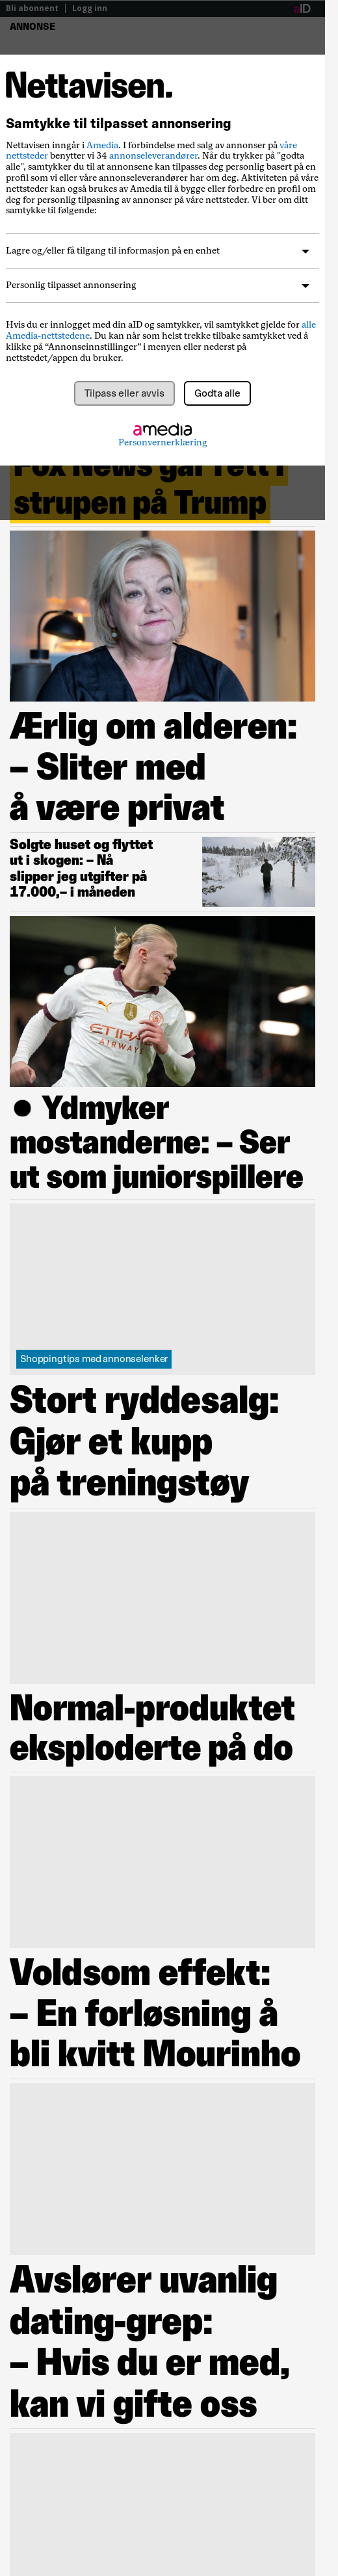 Bli abonnent | Logg inn
aID
ANNONSE
Nettavisen.
Samtykke til tilpasset annonsering
Nettavisen inngår i Amedia. I forbindelse med salg av annonser på våre
nettsteder benytter vi 34 annonseleverandører. Når du trykker på "godta
alle", samtykker du til at annonsene kan tilpasses deg personlig basert på en
profil som vi eller våre annonseleverandører har om deg. Aktiviteten på våre
nettsteder kan også brukes av Amedia til å bygge eller forbedre en profil om
deg for personlig tilpasning av annonser på våre nettsteder. Vi ber om ditt
samtykke til følgende:
Lagre og/eller få tilgang til informasjon på en enhet
Personlig tilpasset annonsering
Hvis du er innlogget med din aID og samtykker, vil samtykket gjelde for alle
Amedia-nettstedene. Du kan når som helst trekke tilbake samtykket ved å
klikke på “Annonseinnstillinger” i menyen eller nederst på
nettstedet/appen du bruker.
Tilpass eller avvis
Godta alle
amedia
Personvernerklæring
Fox News går rett i
strupen på Trump
Ærlig om alderen:
– Sliter med
å være privat
Solgte huset og flyttet
ut i skogen: – Nå
slipper jeg utgifter på
17.000,– i måneden
● Ydmyker
mostanderne: – Ser
ut som juniorspillere
Shoppingtips med annonselenker
Stort ryddesalg:
Gjør et kupp
på treningstøy
Normal-produktet
eksploderte på do
Voldsom effekt:
– En forløsning å
bli kvitt Mourinho
Avslører uvanlig
dating-grep:
– Hvis du er med,
kan vi gifte oss